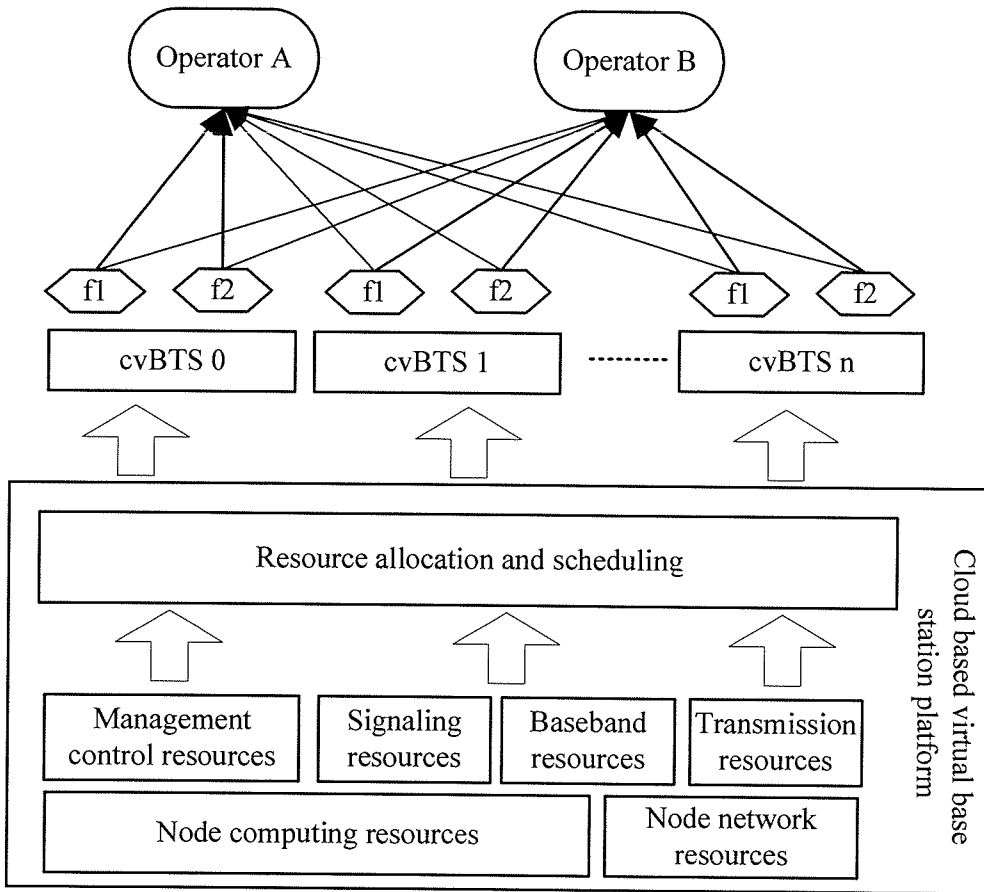 Operator A
Operator B
f1
f2
f1
f2
f1
f2
cvBTS 0
cvBTS 1
cvBTS n
Resource allocation and scheduling
Cloud based virtual base
station platform
Management
control resources
Signaling
resources
Baseband
resources
Transmission
resources
Node computing resources
Node network
resources